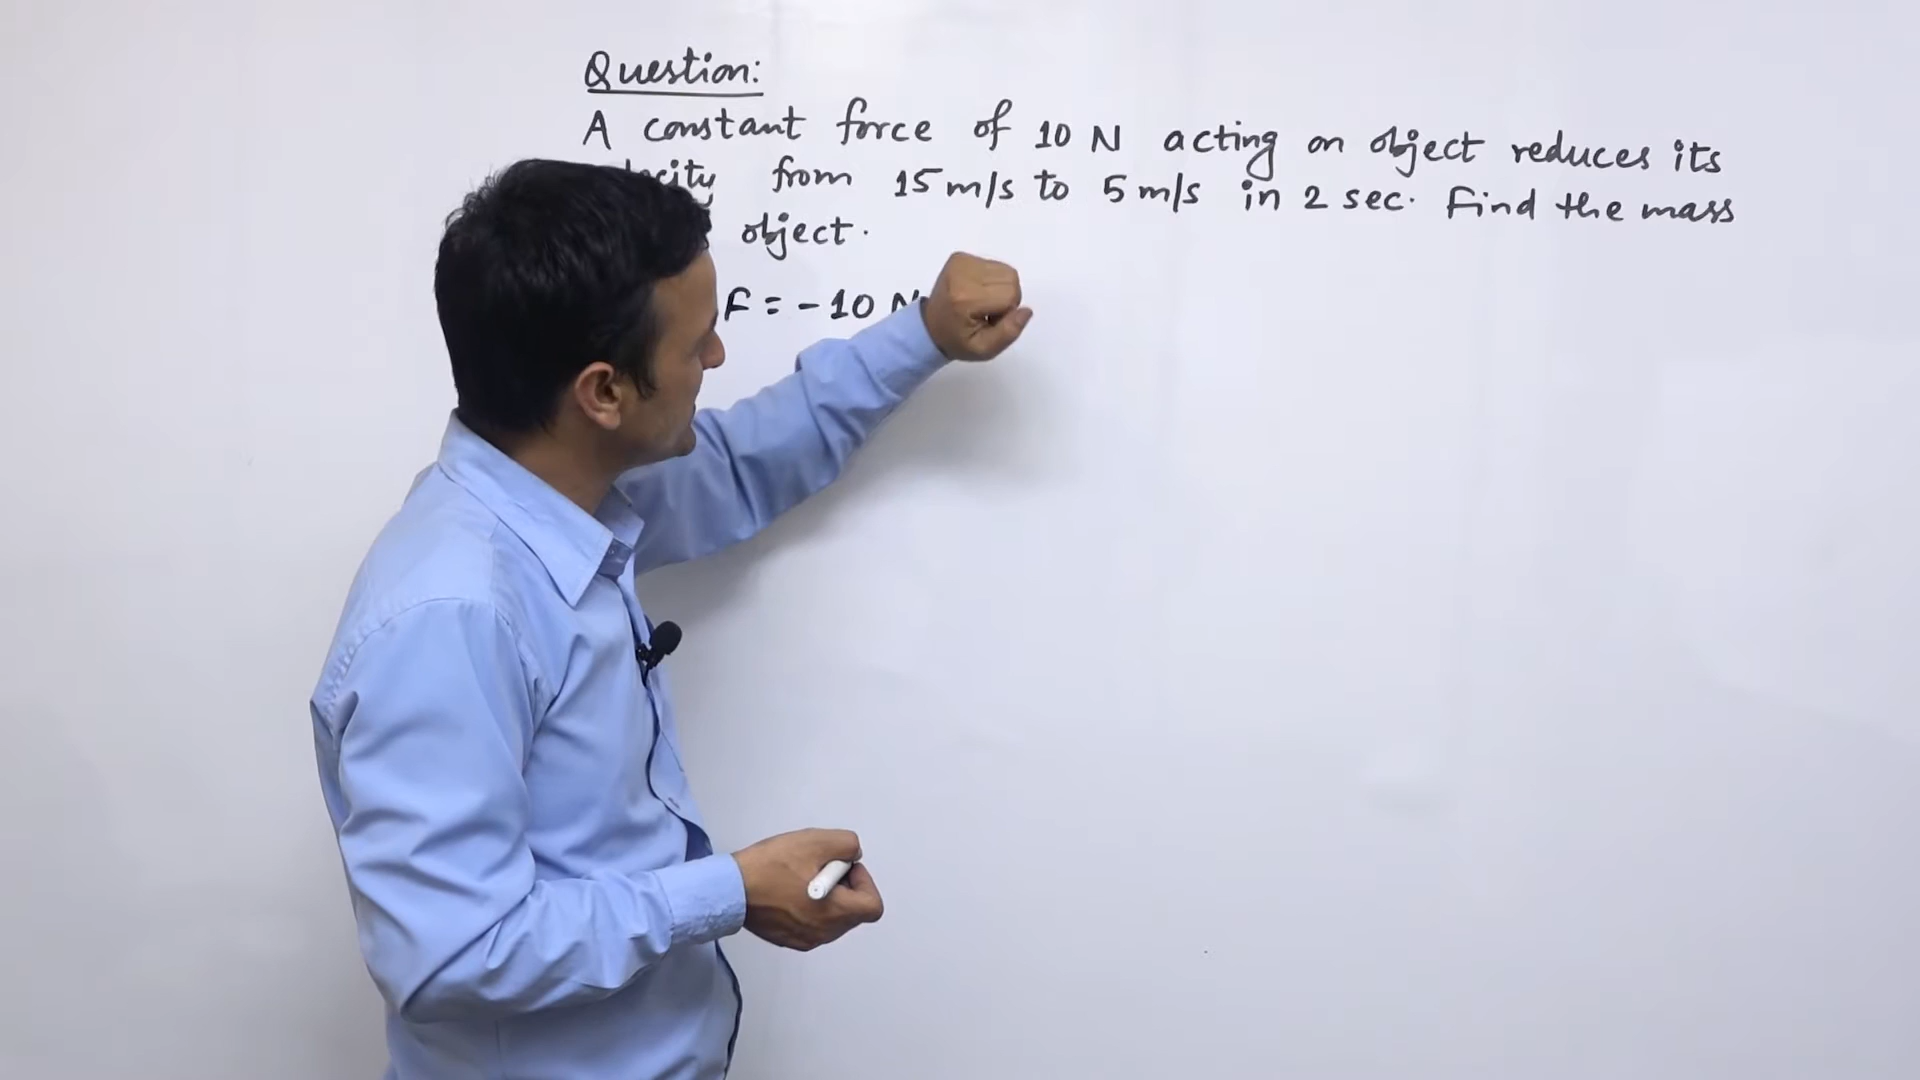 Question:
A constant force of 10 N acting on object reduces its
from 15 m/s to 5 m/s in 2 sec. Find the mass
object.
F = -10 N